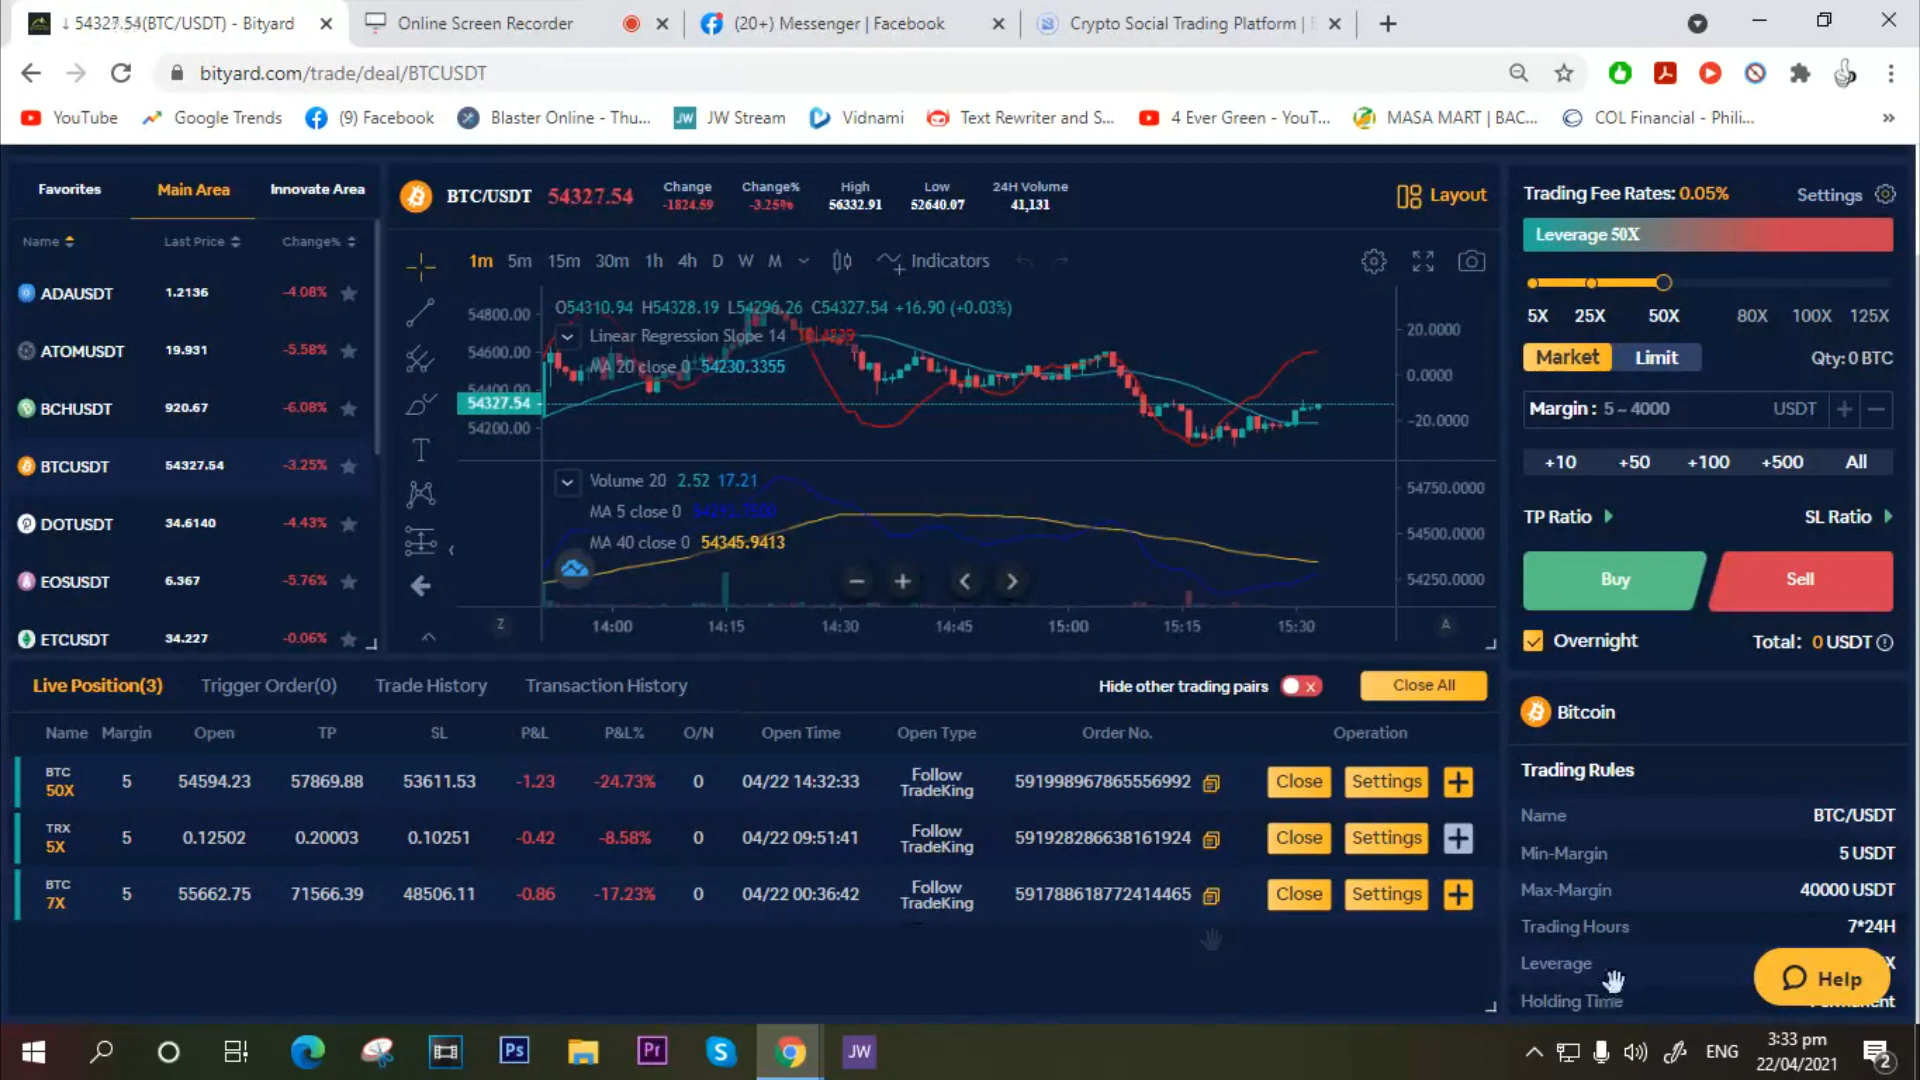 ↓ 54327.54(BTC/USDT) - Bityard
Online Screen Recorder
(20+) Messenger | Facebook
Crypto Social Trading Platform |
bityard.com/trade/deal/BTCUSDT
YouTube
Google Trends
(9) Facebook
Blaster Online - Thu...
JW Stream
Vidnami
Text Rewriter and S...
4 Ever Green - YouT...
MASA MART | BAC...
COL Financial - Phili...
»
Favorites Main Area Innovate Area
Name Last Price Change%
ADAUSDT 1.2136 -4.08%
ATOMUSDT 19.931 -5.58%
BCHUSDT 920.67 -6.08%
BTCUSDT 54327.54 -3.25%
DOTUSDT 34.6140 -4.43%
EOSUSDT 6.367 -5.76%
ETCUSDT 34.227 -0.06%
BTC/USDT 54327.54
Change -1824.59
Change% -3.25%
High 56332.91
Low 52640.07
24H Volume 41,131
Layout
1m 5m 15m 30m 1h 4h D W M Indicators
O54310.94 H54328.19 L54296.26 C54327.54 +16.90 (+0.03%)
Linear Regression Slope 14
MA 20 close 0 54230.3355
54800.00
54600.00
54400.00
54327.54
54200.00
20.0000
0.0000
-20.0000
Volume 20 2.52 17.21
MA 5 close 0
MA 40 close 0 54345.9413
54750.0000
54500.0000
54250.0000
Z 14:00 14:15 14:30 14:45 15:00 15:15 15:30 A
Trading Fee Rates: 0.05% Settings
Leverage 50X
5X 25X 50X 80X 100X 125X
Market Limit Qty: 0 BTC
Margin : 5 ~ 4000 USDT + −
+10 +50 +100 +500 All
TP Ratio SL Ratio
Buy Sell
Overnight Total: 0 USDT
Bitcoin
Trading Rules
Name BTC/USDT
Min-Margin 5 USDT
Max-Margin 40000 USDT
Trading Hours 7*24H
Leverage X
Holding Time
Help
Live Position(3) Trigger Order(0) Trade History Transaction History Hide other trading pairs Close All
Name Margin Open TP SL P&L P&L% O/N Open Time Open Type Order No. Operation
BTC 50X 5 54594.23 57869.88 53611.53 -1.23 -24.73% 0 04/22 14:32:33 Follow TradeKing 591998967865556992 Close Settings +
TRX 5X 5 0.12502 0.20003 0.10251 -0.42 -8.58% 0 04/22 09:51:41 Follow TradeKing 591928286638161924 Close Settings +
BTC 7X 5 55662.75 71566.39 48506.11 -0.86 -17.23% 0 04/22 00:36:42 Follow TradeKing 591788618772414465 Close Settings +
Ps
Pr
JW
ENG
3:33 pm
22/04/2021
2